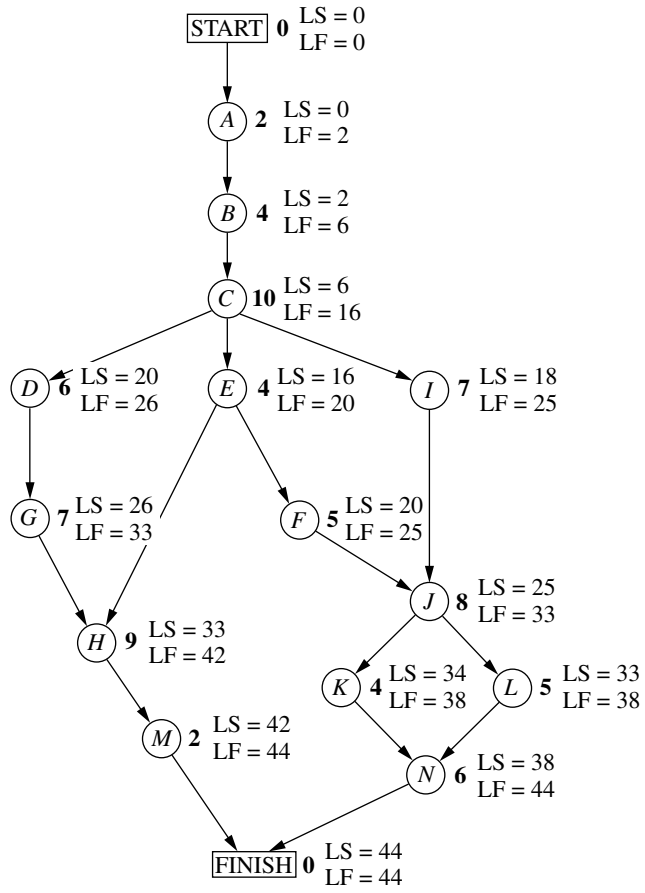 START 0 LS = 0
LF = 0
A 2 LS = 0
LF = 2
B 4 LS = 2
LF = 6
C 10 LS = 6
LF = 16
D 6 LS = 20
LF = 26
E 4 LS = 16
LF = 20
I 7 LS = 18
LF = 25
G 7 LS = 26
LF = 33
F 5 LS = 20
LF = 25
J 8 LS = 25
LF = 33
H 9 LS = 33
LF = 42
K 4 LS = 34
LF = 38
L 5 LS = 33
LF = 38
M 2 LS = 42
LF = 44
N 6 LS = 38
LF = 44
FINISH 0 LS = 44
LF = 44